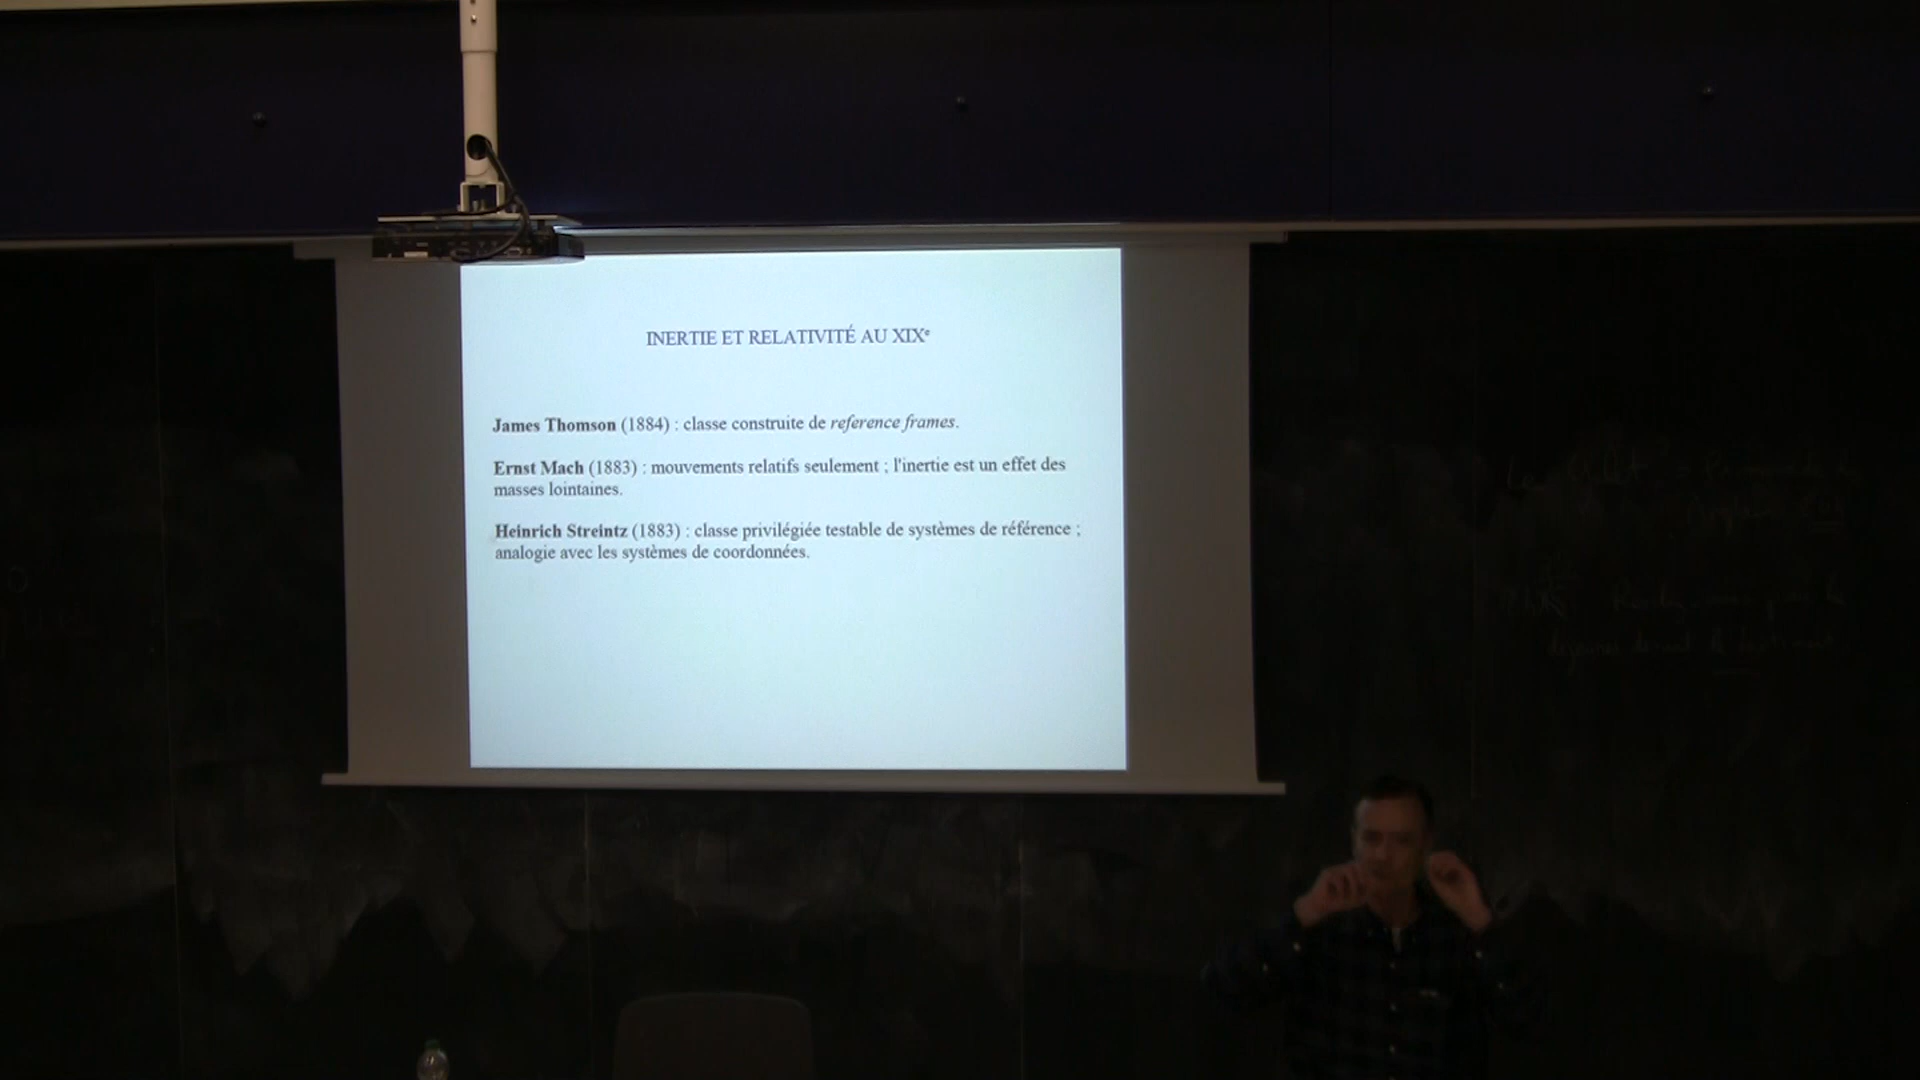 INERTIE ET RELATIVITÉ AU XIXe
James Thomson (1884) : classe construite de reference frames.
Ernst Mach (1883) : mouvements relatifs seulement ; l'inertie est un effet des
masses lointaines.
Heinrich Streintz (1883) : classe privilégiée testable de systèmes de référence ;
analogie avec les systèmes de coordonnées.